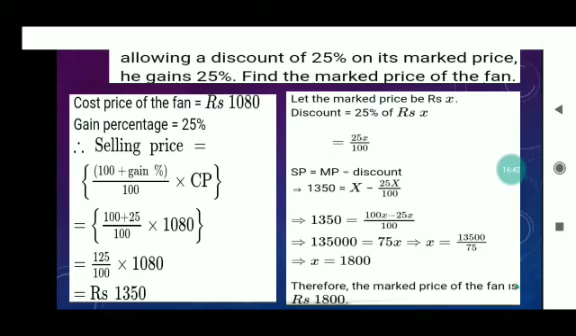 allowing a discount of 25% on its marked price,
he gains 25%. Find the marked price of the fan.
Cost price of the fan = Rs 1080
Gain percentage = 25%
∴ Selling price =
{(100 + gain %)/100 × CP}
= {100+25/100 × 1080}
= 125/100 × 1080
= Rs 1350
Let the marked price be Rs x.
Discount = 25% of Rs x
= 25x/100
SP = MP − discount
→ 1350 = X − 25X/100
⇒ 1350 = 100x−25x/100
⇒ 135000 = 75x ⇒ x = 13500/75
⇒ x = 1800
Therefore, the marked price of the fan is
Rs 1800.
16:42